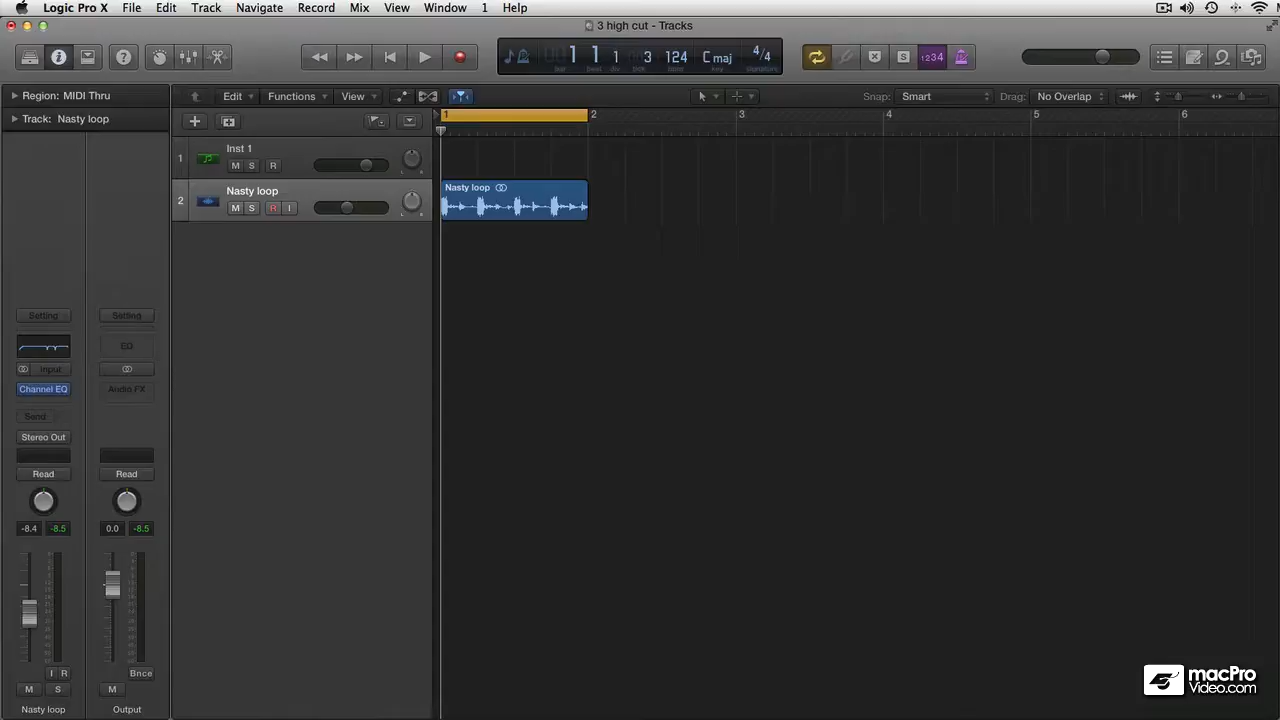 Logic Pro X File Edit Track Navigate Record Mix View Window 1 Help
3 high cut - Tracks
1 1 1 3 124 C maj 4/4
1234
Region: MIDI Thru
Edit Functions View
Snap: Smart
Drag: No Overlap
Track: Nasty loop
1 2 3 4 5 6
1 Inst 1
M S R
2 Nasty loop
M S R I
Nasty loop
Setting Setting
EQ
Input
Channel EQ Audio FX
Send
Stereo Out
Read Read
-8.4 -8.5 0.0 -8.5
I R Bnce
M S M
Nasty loop Output
macPro
Video.com